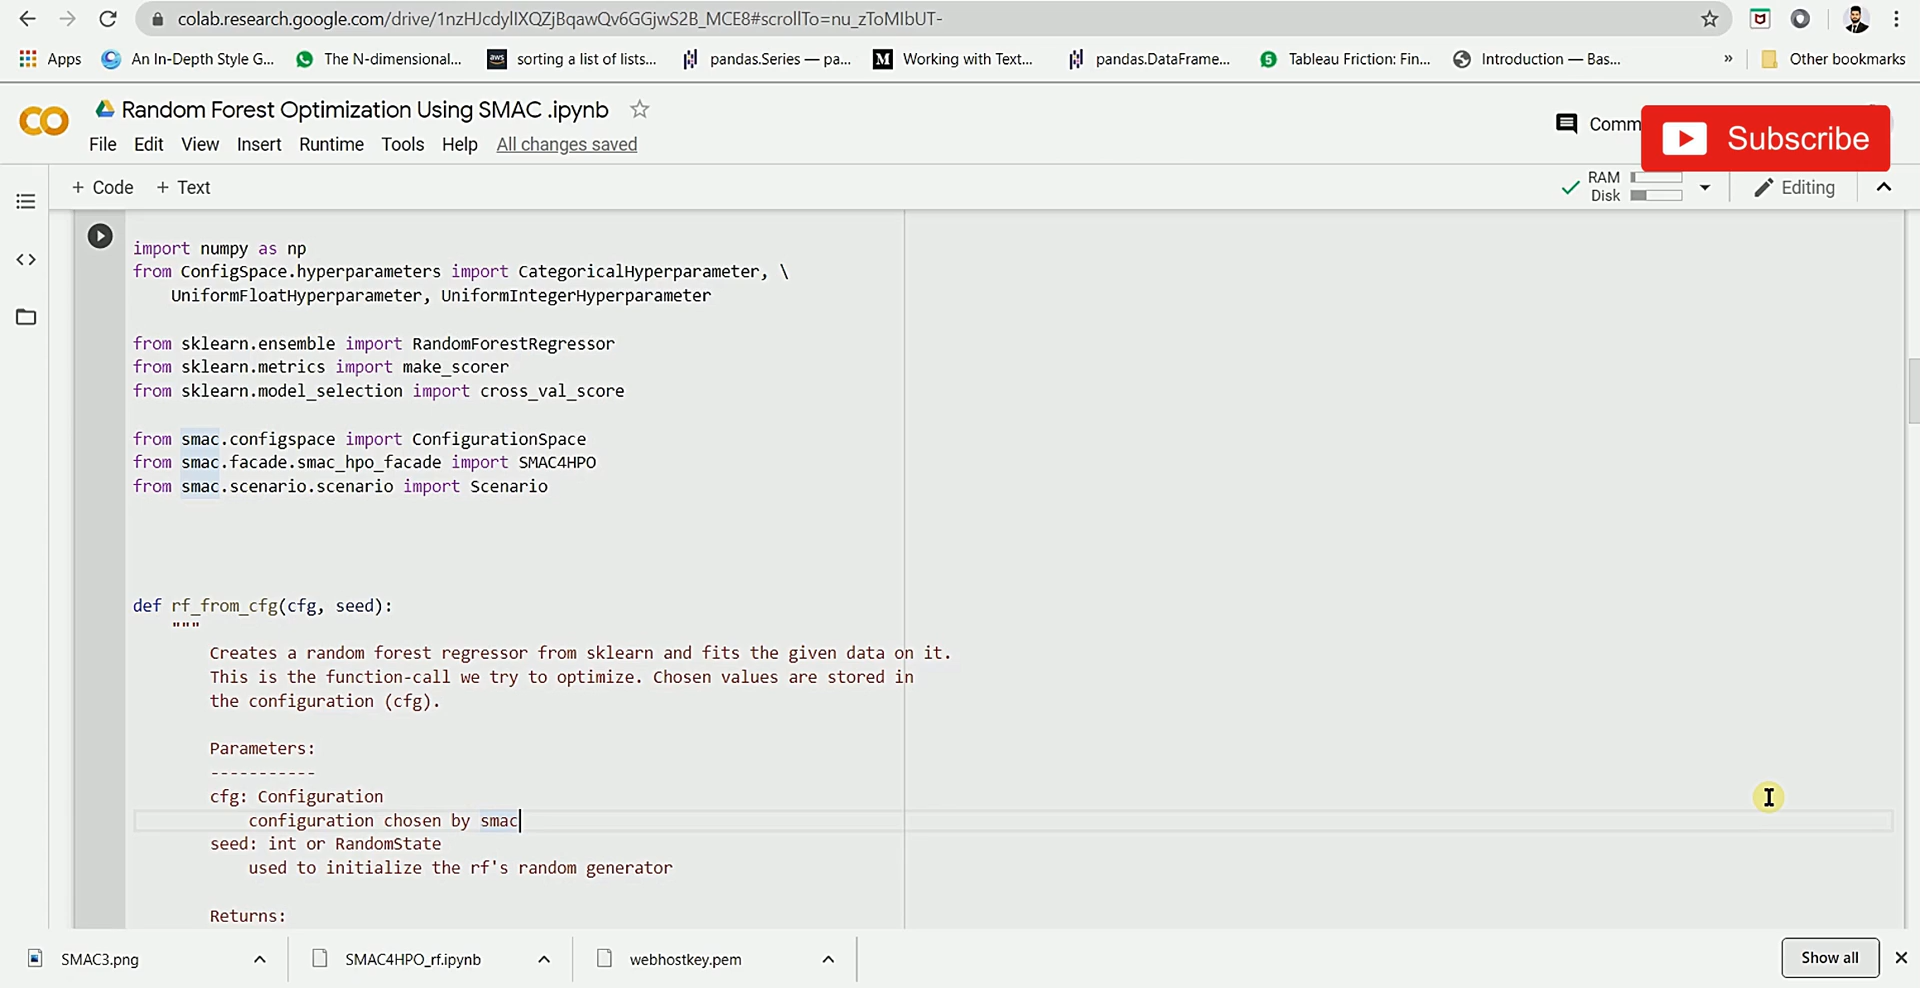 colab.research.google.com/drive/1nzHJcdylIXQZjBqawQv6GGjwS2B_MCE8#scrollTo=nu_zToMIbUT-
Apps An In-Depth Style G... The N-dimensional... aws sorting a list of lists... pandas.Series — pa... M Working with Text... pandas.DataFrame... 5 Tableau Friction: Fin... Introduction — Bas... » Other bookmarks
CO Random Forest Optimization Using SMAC .ipynb
Comm
Subscribe
File Edit View Insert Runtime Tools Help All changes saved
+ Code + Text
RAM
Disk
Editing
import numpy as np
from ConfigSpace.hyperparameters import CategoricalHyperparameter, \
UniformFloatHyperparameter, UniformIntegerHyperparameter
from sklearn.ensemble import RandomForestRegressor
from sklearn.metrics import make_scorer
from sklearn.model_selection import cross_val_score
from smac.configspace import ConfigurationSpace
from smac.facade.smac_hpo_facade import SMAC4HPO
from smac.scenario.scenario import Scenario
def rf_from_cfg(cfg, seed):
"""
Creates a random forest regressor from sklearn and fits the given data on it.
This is the function-call we try to optimize. Chosen values are stored in
the configuration (cfg).
Parameters:
-----------
cfg: Configuration
configuration chosen by smac
seed: int or RandomState
used to initialize the rf's random generator
Returns:
SMAC3.png SMAC4HPO_rf.ipynb webhostkey.pem Show all